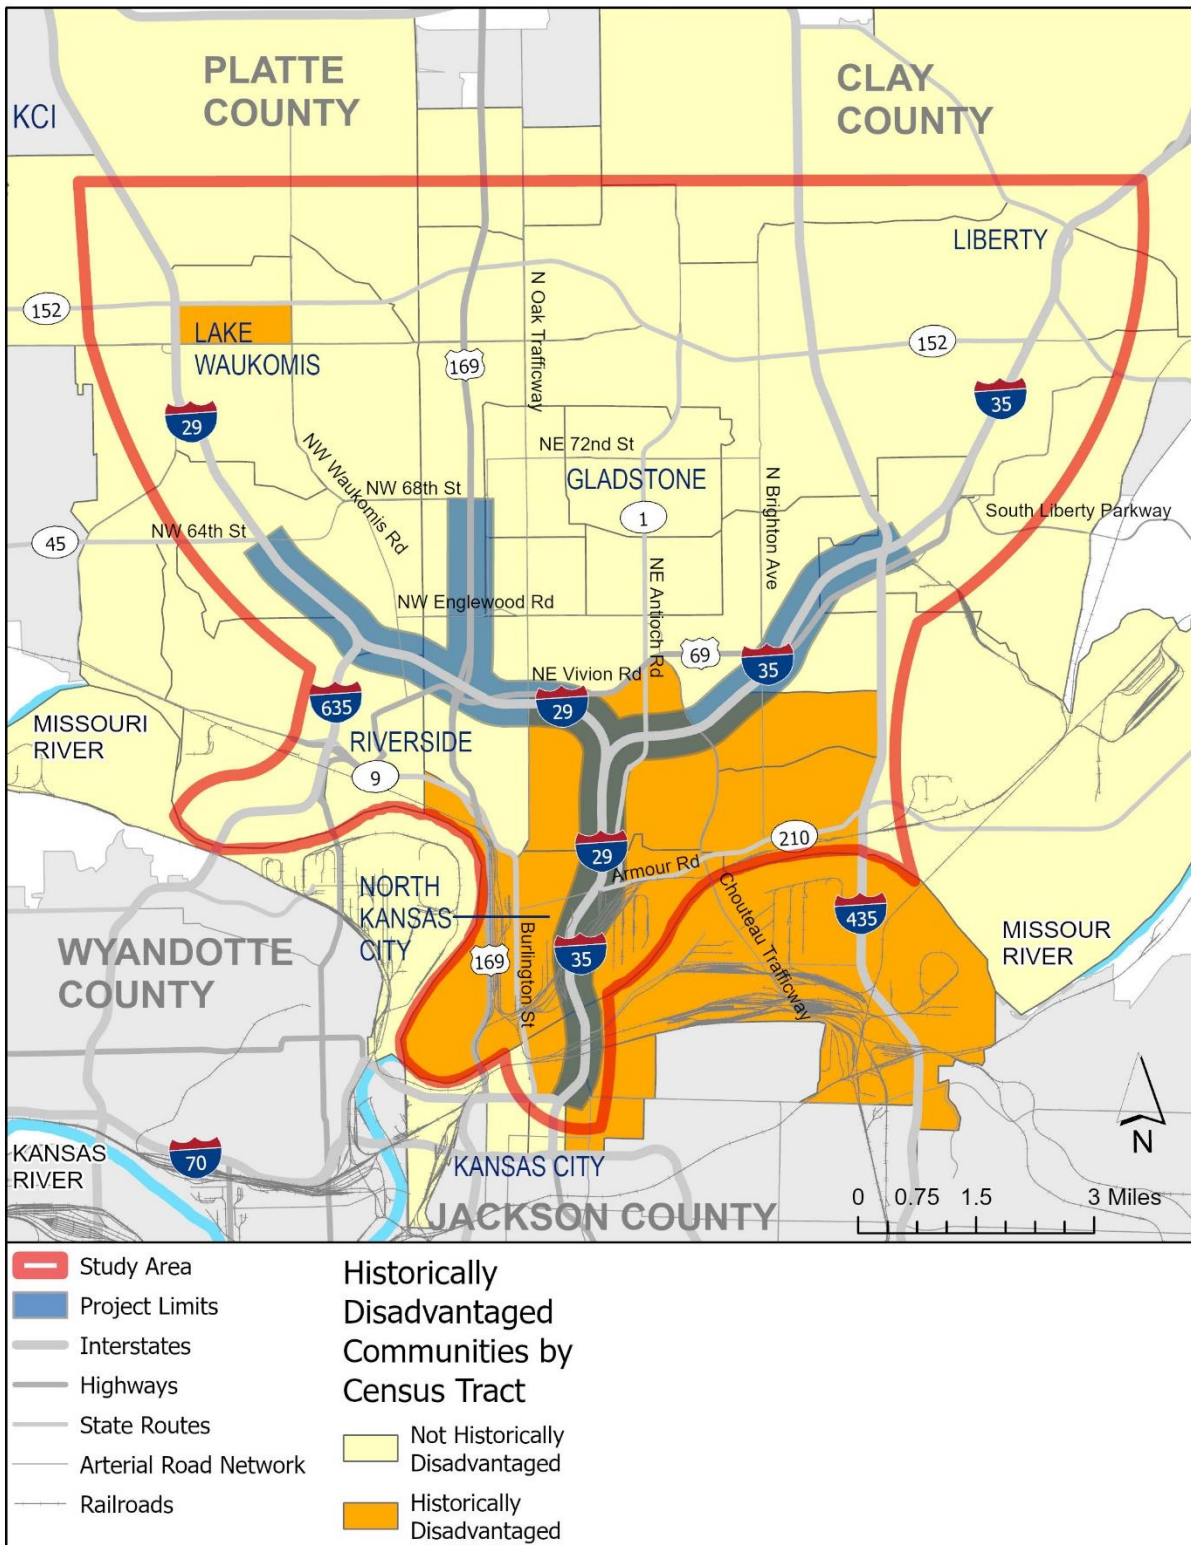 PLATTE
COUNTY
CLAY
COUNTY
KCI
LIBERTY
152
LAKE
WAUKOMIS
N Oak Trafficway
169
152
29
35
NW Waukomis Rd
NE 72nd St
GLADSTONE
NW 68th St
N Brighton Ave
1
South Liberty Parkway
45
NW 64th St
NE Antioch Rd
NW Englewood Rd
69
35
NE Vivion Rd
29
635
MISSOURI
RIVER
RIVERSIDE
9
210
29
Armour Rd
Chouteau Trafficway
NORTH
KANSAS
CITY
435
MISSOUR
RIVER
WYANDOTTE
COUNTY
169
Burlington St
35
N
KANSAS
RIVER
70
KANSAS CITY
0 0.75 1.5 3 Miles
JACKSON COUNTY
Study Area
Project Limits
Interstates
Highways
State Routes
Arterial Road Network
Railroads
Historically
Disadvantaged
Communities by
Census Tract
Not Historically
Disadvantaged
Historically
Disadvantaged